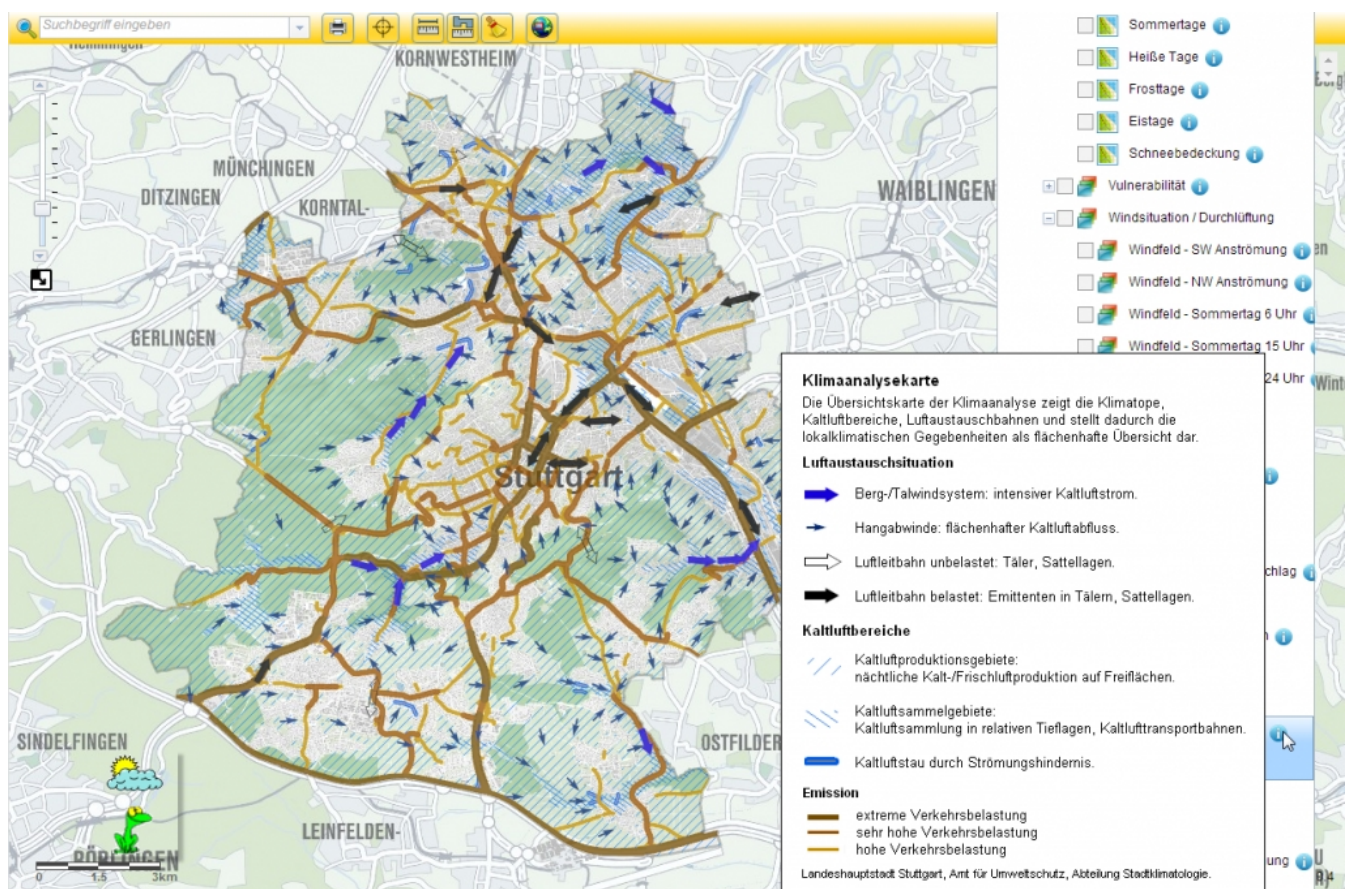 Suchbegriff eingeben
KORNWESTHEIM
MÜNCHINGEN
DITZINGEN
KORNTAL-
WAIBLINGEN
GERLINGEN
Stuttgart
SINDELFINGEN
OSTFILDER
LEINFELDEN-
BÖBLINGEN
0 1.5 3km
Sommertage
Heiße Tage
Frosttage
Eistage
Schneebedeckung
Vulnerabilität
Windsituation / Durchlüftung
Windfeld - SW Anströmung
Windfeld - NW Anströmung
Windfeld - Sommertag 6 Uhr
Windfeld - Sommertag 15 Uhr
24 Uhr
chlag
ung
Klimaanalysekarte
Die Übersichtskarte der Klimaanalyse zeigt die Klimatope,
Kaltluftbereiche, Luftaustauschbahnen und stellt dadurch die
lokalklimatischen Gegebenheiten als flächenhafte Übersicht dar.
Luftaustauschsituation
Berg-/Talwindsystem: intensiver Kaltluftstrom.
Hangabwinde: flächenhafter Kaltluftabfluss.
Luftleitbahn unbelastet: Täler, Sattellagen.
Luftleitbahn belastet: Emittenten in Tälern, Sattellagen.
Kaltluftbereiche
Kaltluftproduktionsgebiete:
nächtliche Kalt-/Frischluftproduktion auf Freiflächen.
Kaltluftsammelgebiete:
Kaltluftsammlung in relativen Tieflagen, Kaltlufttransportbahnen.
Kaltluftstau durch Strömungshindernis.
Emission
extreme Verkehrsbelastung
sehr hohe Verkehrsbelastung
hohe Verkehrsbelastung
Landeshauptstadt Stuttgart, Amt für Umweltschutz, Abteilung Stadtklimatologie.